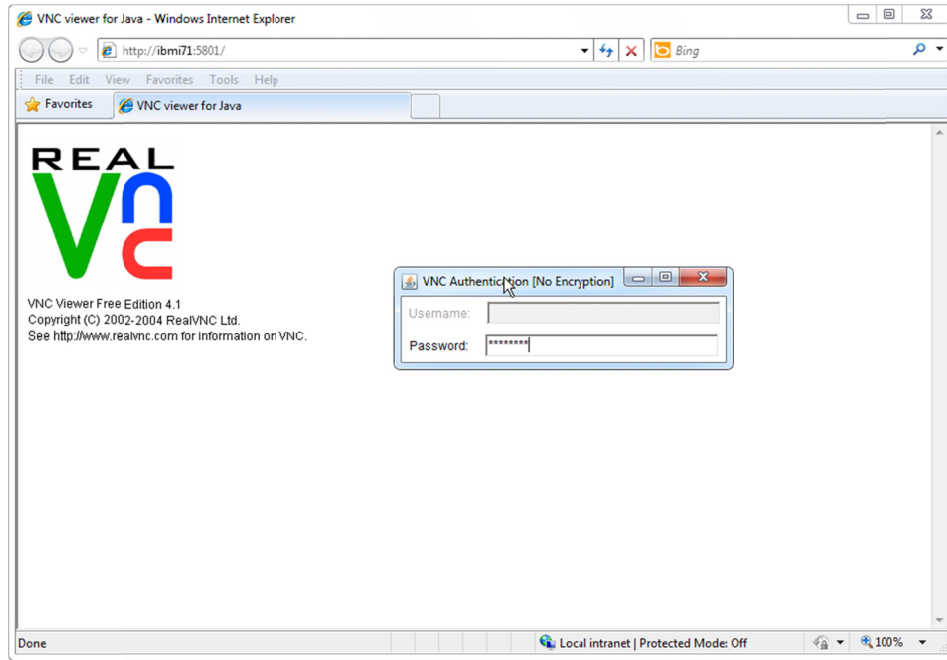 VNC viewer for Java - Windows Internet Explorer
http://ibmi71:5801/
Bing
File Edit View Favorites Tools Help
Favorites
VNC viewer for Java
REAL
Vnc
VNC Authentication [No Encryption]
Username:
Password: ********
VNC Viewer Free Edition 4.1
Copyright (C) 2002-2004 RealVNC Ltd.
See http://www.realvnc.com for information on VNC.
Done
Local intranet | Protected Mode: Off
100%